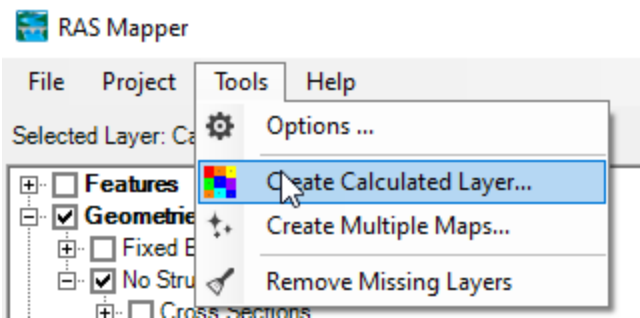 RAS Mapper
File Project Tools Help
Options ...
Selected Layer: Ca
Create Calculated Layer...
Features
Geometrie
Create Multiple Maps...
Fixed E
No Stru
Remove Missing Layers
Cross Sections